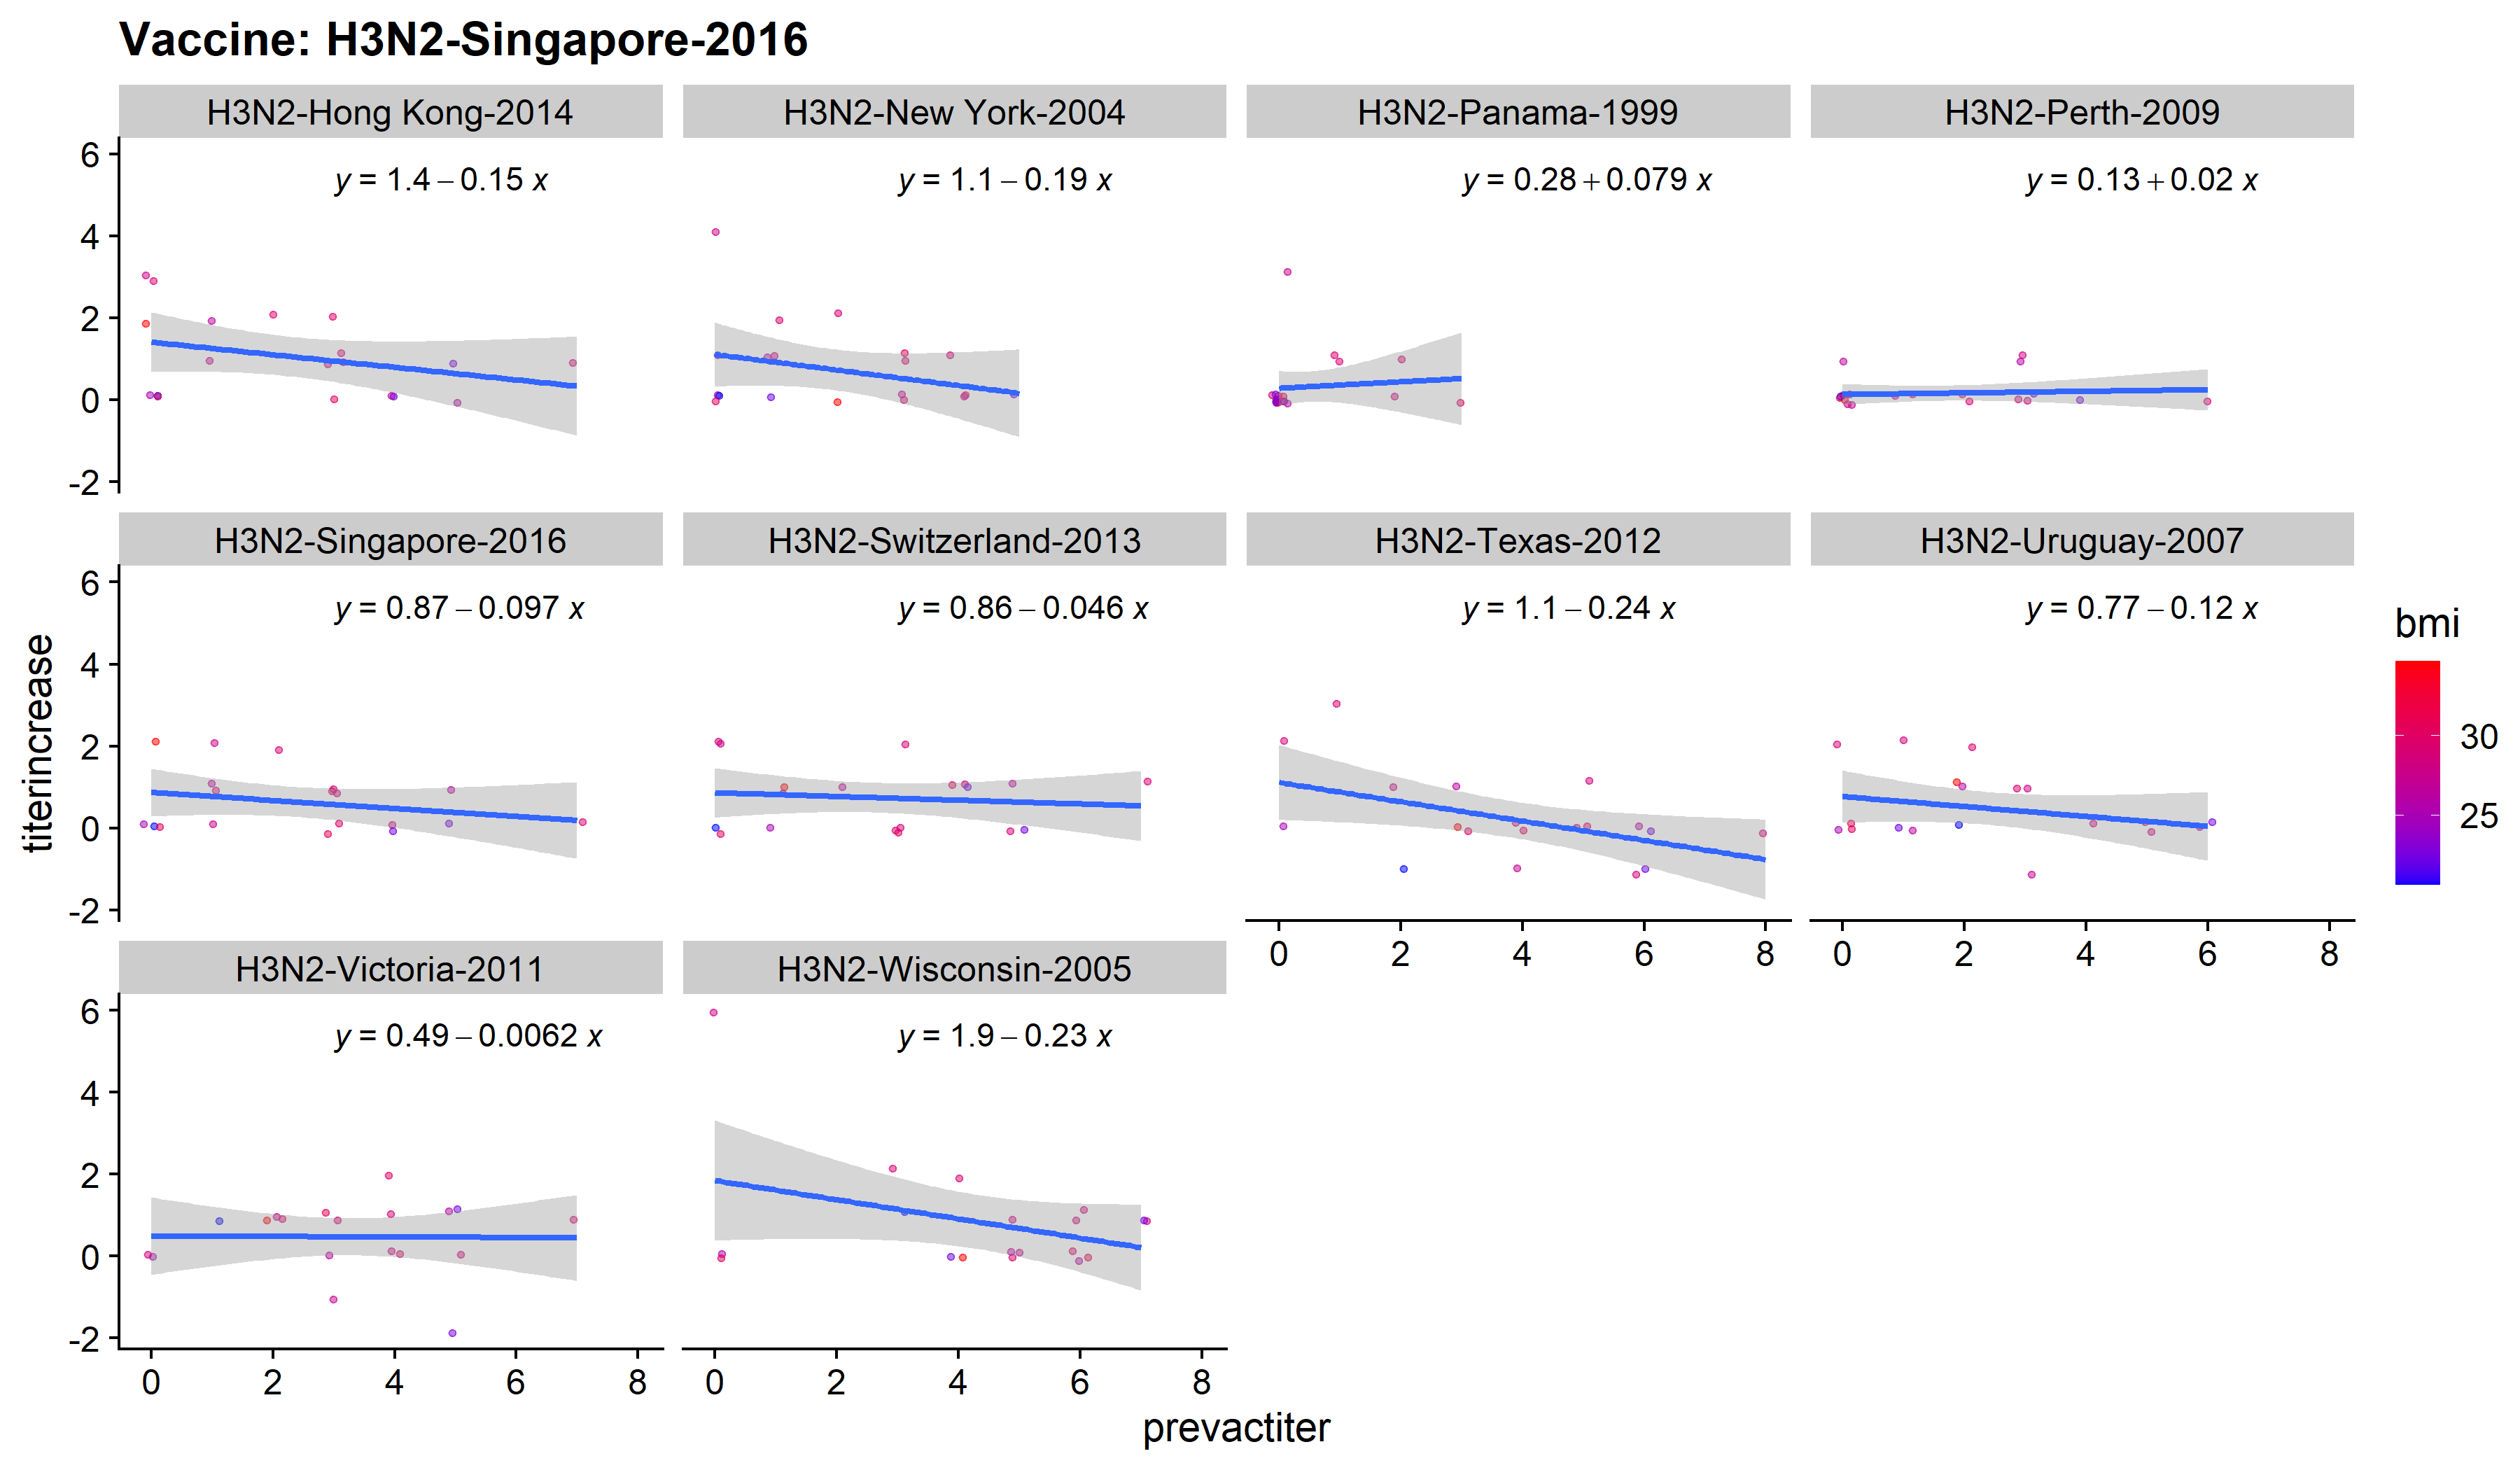 Vaccine: H3N2-Singapore-2016
H3N2-Hong Kong-2014
H3N2-New York-2004
H3N2-Panama-1999
H3N2-Perth-2009
6
4
2
0
-2
y = 1.4 − 0.15 x
y = 1.1 − 0.19 x
y = 0.28 + 0.079 x
y = 0.13 + 0.02 x
H3N2-Singapore-2016
H3N2-Switzerland-2013
H3N2-Texas-2012
H3N2-Uruguay-2007
6
4
2
0
-2
y = 0.87 − 0.097 x
y = 0.86 − 0.046 x
y = 1.1 − 0.24 x
y = 0.77 − 0.12 x
0 2 4 6 8
0 2 4 6 8
titerincrease
bmi
30
25
H3N2-Victoria-2011
H3N2-Wisconsin-2005
6
4
2
0
-2
y = 0.49 − 0.0062 x
y = 1.9 − 0.23 x
0 2 4 6 8
0 2 4 6 8
prevactiter